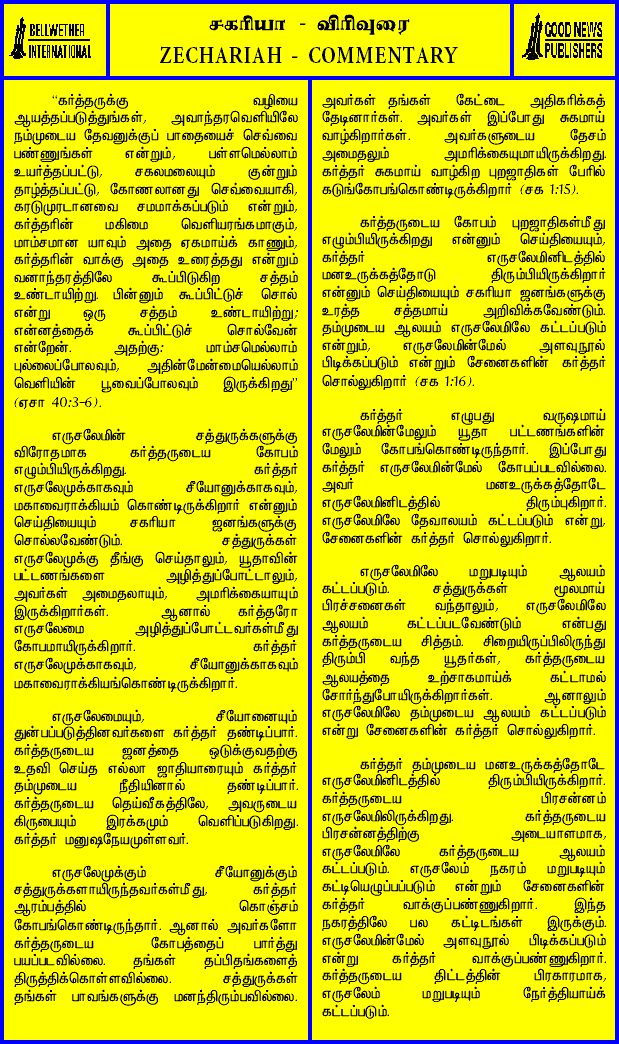 BELLWETHER
INTERNATIONAL
சகரியா - விரிவுரை
ZECHARIAH - COMMENTARY
GOOD NEWS
PUBLISHERS
“கர்த்தருக்கு வழியை
ஆயத்தப்படுத்துங்கள், அவாந்தரவெளியிலே
நம்முடைய தேவனுக்குப் பாதையைச் செவ்வை
பண்ணுங்கள் என்றும், பள்ளமெல்லாம்
உயர்த்தப்பட்டு, சகலமலையும் குன்றும்
தாழ்த்தப்பட்டு, கோணலானது செவ்வையாகி,
கரடுமுரடானவை சமமாக்கப்படும் என்றும்,
கர்த்தரின் மகிமை வெளியரங்கமாகும்,
மாம்சமான யாவும் அதை ஏகமாய்க் காணும்,
கர்த்தரின் வாக்கு அதை உரைத்தது என்றும்
வனாந்தரத்திலே கூப்பிடுகிற சத்தம்
உண்டாயிற்று. பின்னும் கூப்பிட்டுச் சொல்
என்று ஒரு சத்தம் உண்டாயிற்று;
என்னத்தைக் கூப்பிட்டுச் சொல்வேன்
என்றேன். அதற்கு: மாம்சமெல்லாம்
புல்லைப்போலவும், அதின்மேன்மையெல்லாம்
வெளியின் பூவைப்போலவும் இருக்கிறது”
(ஏசா 40:3-6).
எருசலேமின் சத்துருக்களுக்கு
விரோதமாக கர்த்தருடைய கோபம்
எழும்பியிருக்கிறது. கர்த்தர்
எருசலேமுக்காகவும் சீயோனுக்காகவும்,
மகாவைராக்கியம் கொண்டிருக்கிறார் என்னும்
செய்தியையும் சகரியா ஜனங்களுக்கு
சொல்லவேண்டும். சத்துருக்கள்
எருசலேமுக்கு தீங்கு செய்தாலும், யூதாவின்
பட்டணங்களை அழித்துப்போட்டாலும்,
அவர்கள் அமைதலாயும், அமரிக்கையாயும்
இருக்கிறார்கள். ஆனால் கர்த்தரோ
எருசலேமை அழித்துப்போட்டவர்கள்மீது
கோபமாயிருக்கிறார். கர்த்தர்
எருசலேமுக்காகவும், சீயோனுக்காகவும்
மகாவைராக்கியங்கொண்டிருக்கிறார்.
எருசலேமையும், சீயோனையும்
துன்பப்படுத்தினவர்களை கர்த்தர் தண்டிப்பார்.
கர்த்தருடைய ஜனத்தை ஒடுக்குவதற்கு
உதவி செய்த எல்லா ஜாதியாரையும் கர்த்தர்
தம்முடைய நீதியினால் தண்டிப்பார்.
கர்த்தருடைய தெய்வீகத்திலே, அவருடைய
கிருபையும் இரக்கமும் வெளிப்படுகிறது.
கர்த்தர் மனுஷநேயமுள்ளவர்.
எருசலேமுக்கும் சீயோனுக்கும்
சத்துருக்களாயிருந்தவர்கள்மீது, கர்த்தர்
ஆரம்பத்தில் கொஞ்சம்
கோபங்கொண்டிருந்தார். ஆனால் அவர்களோ
கர்த்தருடைய கோபத்தைப் பார்த்து
பயப்படவில்லை. தங்கள் தப்பிதங்களைத்
திருத்திக்கொள்ளவில்லை. சத்துருக்கள்
தங்கள் பாவங்களுக்கு மனந்திரும்பவில்லை.
அவர்கள் தங்கள் கேட்டை அதிகரிக்கத்
தேடினார்கள். அவர்கள் இப்போது சுகமாய்
வாழ்கிறார்கள். அவர்களுடைய தேசம்
அமைதலும் அமரிக்கையுமாயிருக்கிறது.
கர்த்தர் சுகமாய் வாழ்கிற புறஜாதிகள் பேரில்
கடுங்கோபங்கொண்டிருக்கிறார் (சக 1:15).
கர்த்தருடைய கோபம் புறஜாதிகள்மீது
எழும்பியிருக்கிறது என்னும் செய்தியையும்,
கர்த்தர் எருசலேமினிடத்தில்
மனஉருக்கத்தோடு திரும்பியிருக்கிறார்
என்னும் செய்தியையும் சகரியா ஜனங்களுக்கு
உரத்த சத்தமாய் அறிவிக்கவேண்டும்.
தம்முடைய ஆலயம் எருசலேமிலே கட்டப்படும்
என்றும், எருசலேமின்மேல் அளவுநூல்
பிடிக்கப்படும் என்றும் சேனைகளின் கர்த்தர்
சொல்லுகிறார் (சக 1:16).
கர்த்தர் எழுபது வருஷமாய்
எருசலேமின்மேலும் யூதா பட்டணங்களின்
மேலும் கோபங்கொண்டிருந்தார். இப்போது
கர்த்தர் எருசலேமின்மேல் கோபப்படவில்லை.
அவர் மனஉருக்கத்தோடே
எருசலேமினிடத்தில் திரும்புகிறார்.
எருசலேமிலே தேவாலயம் கட்டப்படும் என்று,
சேனைகளின் கர்த்தர் சொல்லுகிறார்.
எருசலேமிலே மறுபடியும் ஆலயம்
கட்டப்படும். சத்துருக்கள் மூலமாய்
பிரச்சனைகள் வந்தாலும், எருசலேமிலே
ஆலயம் கட்டப்படவேண்டும் என்பது
கர்த்தருடைய சித்தம். சிறையிருப்பிலிருந்து
திரும்பி வந்த யூதர்கள், கர்த்தருடைய
ஆலயத்தை உற்சாகமாய்க் கட்டாமல்
சோர்ந்துபோயிருக்கிறார்கள். ஆனாலும்
எருசலேமிலே தம்முடைய ஆலயம் கட்டப்படும்
என்று சேனைகளின் கர்த்தர் சொல்லுகிறார்.
கர்த்தர் தம்முடைய மனஉருக்கத்தோடே
எருசலேமினிடத்தில் திரும்பியிருக்கிறார்.
கர்த்தருடைய பிரசன்னம்
எருசலேமிலிருக்கிறது. கர்த்தருடைய
பிரசன்னத்திற்கு அடையாளமாக,
எருசலேமிலே கர்த்தருடைய ஆலயம்
கட்டப்படும். எருசலேம் நகரம் மறுபடியும்
கட்டியெழுப்பப்படும் என்றும் சேனைகளின்
கர்த்தர் வாக்குப்பண்ணுகிறார். இந்த
நகரத்திலே பல கட்டிடங்கள் இருக்கும்.
எருசலேமின்மேல் அளவுநூல் பிடிக்கப்படும்
என்று கர்த்தர் வாக்குப்பண்ணுகிறார்.
கர்த்தருடைய திட்டத்தின் பிரகாரமாக,
எருசலேம் மறுபடியும் நேர்த்தியாய்க்
கட்டப்படும்.